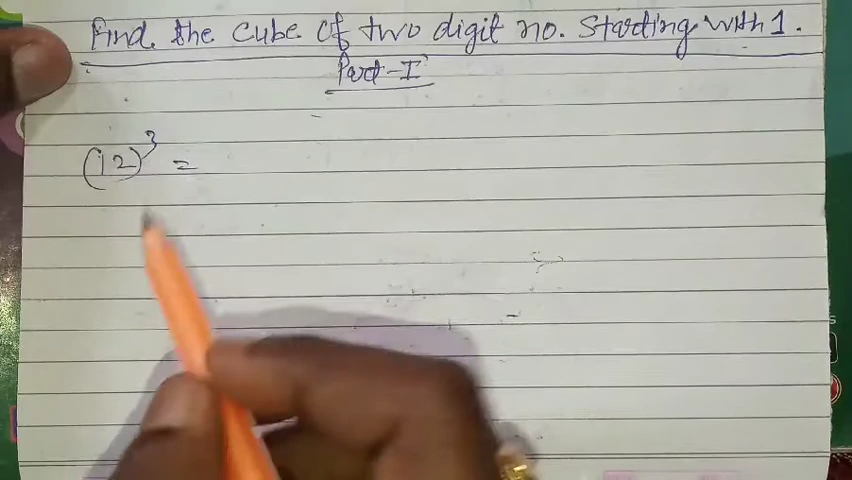 Find. the cube of two digit no. Starting with 1.
Part-I
(12)³ =